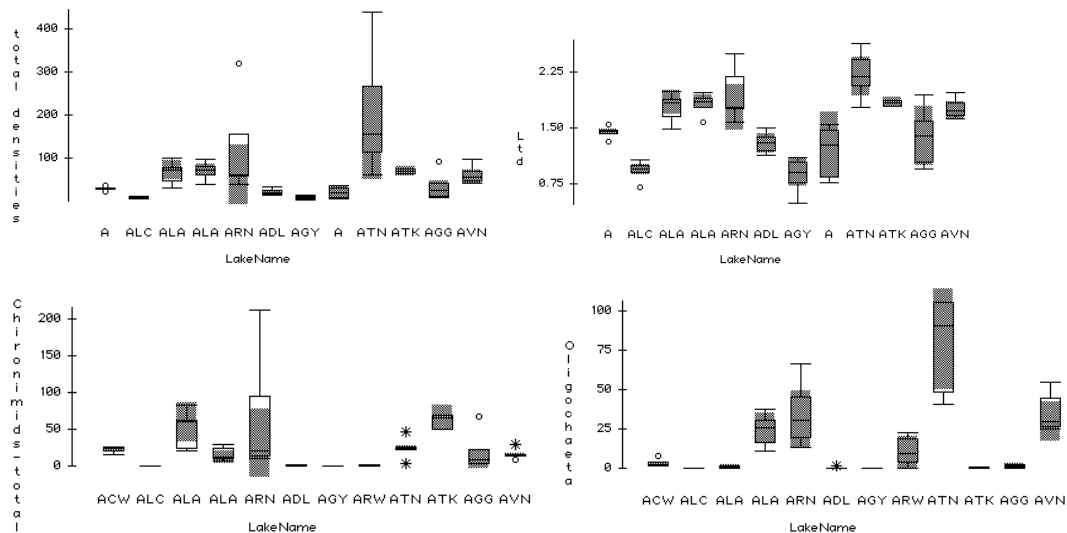 total densities
400
300
200
100
A ALC ALA ALA ARN ADL AGY A ATN ATK AGG AVN
LakeName
Ltd
2.25
1.50
0.75
A ALC ALA ALA ARN ADL AGY A ATN ATK AGG AVN
LakeName
Chironimids_total
200
150
100
50
0
ACW ALC ALA ALA ARN ADL AGY ARW ATN ATK AGG AVN
LakeName
Oligochaeta
100
75
50
25
0
ACW ALC ALA ALA ARN ADL AGY ARW ATN ATK AGG AVN
LakeName